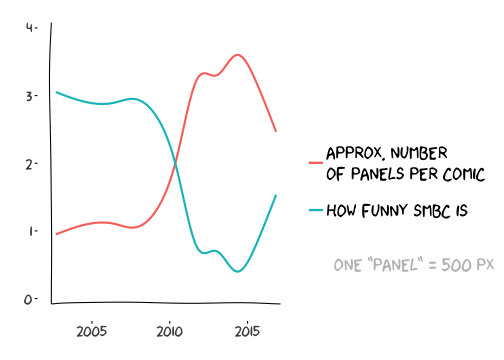 4-
3-
2-
1-
0-
2005 2010 2015
APPROX. NUMBER
OF PANELS PER COMIC
HOW FUNNY SMBC IS
ONE "PANEL" = 500 PX